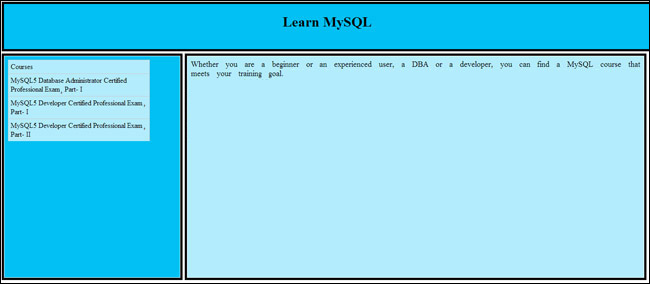 Learn MySQL
Courses
MySQL5 Database Administrator Certified
Professional Exam, Part- I
MySQL5 Developer Certified Professional Exam,
Part- I
MySQL5 Developer Certified Professional Exam,
Part- II
Whether you are a beginner or an experienced user, a DBA or a developer, you can find a MySQL course that
meets your training goal.